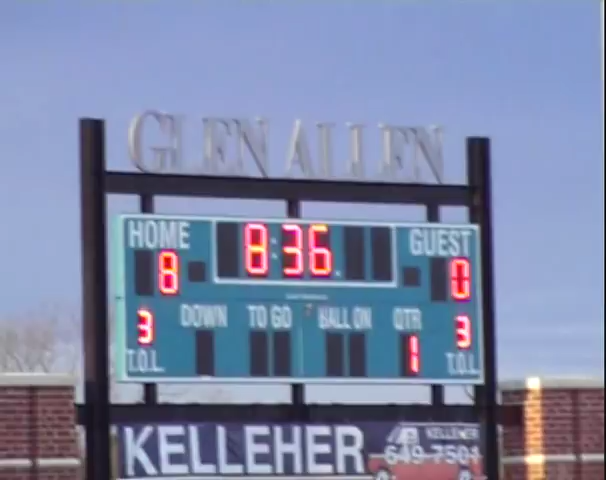 GLEN ALLEN
HOME 8:36 GUEST
8 0
DOWN TO GO BALL ON QTR
3 1 3
T.O.L. T.O.L.
KELLEHER KELLEHER
649-7501